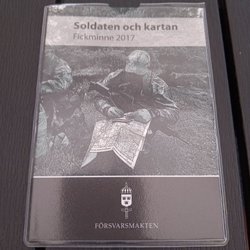 Soldaten och kartan
Fickminne 2017
FÖRSVARSMAKTEN